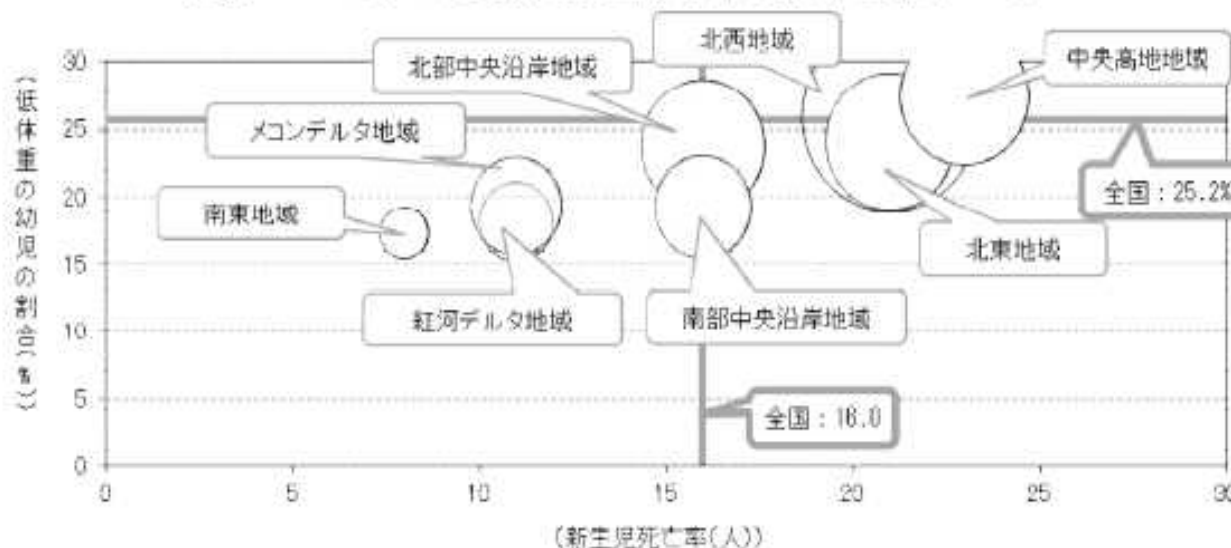 北西地域
北部中央沿岸地域
中央高地地域
メコンデルタ地域
南東地域
全国：25.2%
北東地域
紅河デルタ地域
南部中央沿岸地域
全国：16.0
30
25
20
15
10
5
0
0
5
10
15
20
25
30
(低体重の幼児の割合)%
(新生児死亡率(人))